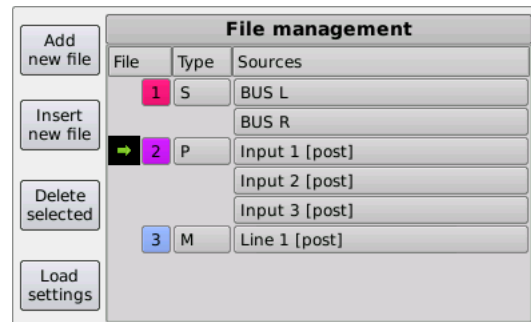 Add
new file
Insert
new file
Delete
selected
Load
settings
File management
File Type Sources
1 S BUS L
BUS R
2 P Input 1 [post]
Input 2 [post]
Input 3 [post]
3 M Line 1 [post]